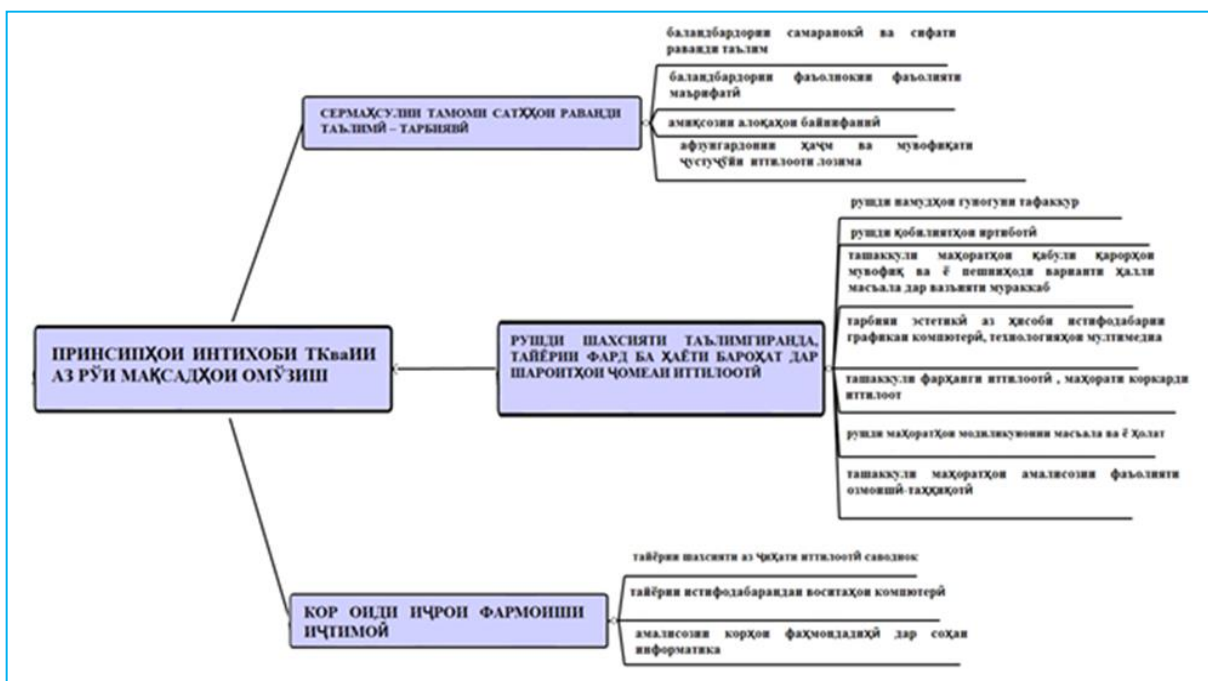 баландбардории самаранокӣ ва сифати
раванди таълим
баландбардории фаъолнокии фаъолияти
маърифатӣ
СЕРМАҲСУЛИИ ТАМОМИ САТҲҲОИ РАВАНДИ
ТАЪЛИМӢ – ТАРБИЯВӢ
амиқсозии алоқаҳои байнифаннӣ
афзунгардонии ҳаҷм ва мувофиқати
ҷустуҷӯйи иттилооти лозима
рушди намудҳои гуногуни тафаккур
рушди қобилиятҳои иртиботӣ
ташаккули маҳоратҳои қабули қарорҳои
мувофиқ ва ё пешниҳоди варианти ҳалли
масъала дар вазъияти мураккаб
ПРИНСИПҲОИ ИНТИХОБИ ТКваИИ
АЗ РӮИ МАҚСАДҲОИ ОМӮЗИШ
РУШДИ ШАХСИЯТИ ТАЪЛИМГИРАНДА,
ТАЙЁРИИ ФАРД БА ҲАЁТИ БАРОҲАТ ДАР
ШАРОИТҲОИ ҶОМЕАИ ИТТИЛООТӢ
тарбияи эстетикӣ аз ҳисоби истифодабарии
графикаи компютерӣ, технологияҳои мултимедиа
ташаккули фарҳанги иттилоотӣ , маҳорати коркарди
иттилоот
рушди маҳоратҳои моделикунонии масъала ва ё ҳолат
ташаккули маҳоратҳои амалисозии фаъолияти
озмоишӣ-таҳқиқотӣ
тайёрии шахсияти аз ҷиҳати иттилоотӣ саводнок
тайёрии истифодабарандаи воситаҳои компютерӣ
КОР ОИДИ ИҶРОИ ФАРМОИШИ
ИҶТИМОӢ
амалисозии корҳои фаҳмондадиҳӣ дар соҳаи
информатика